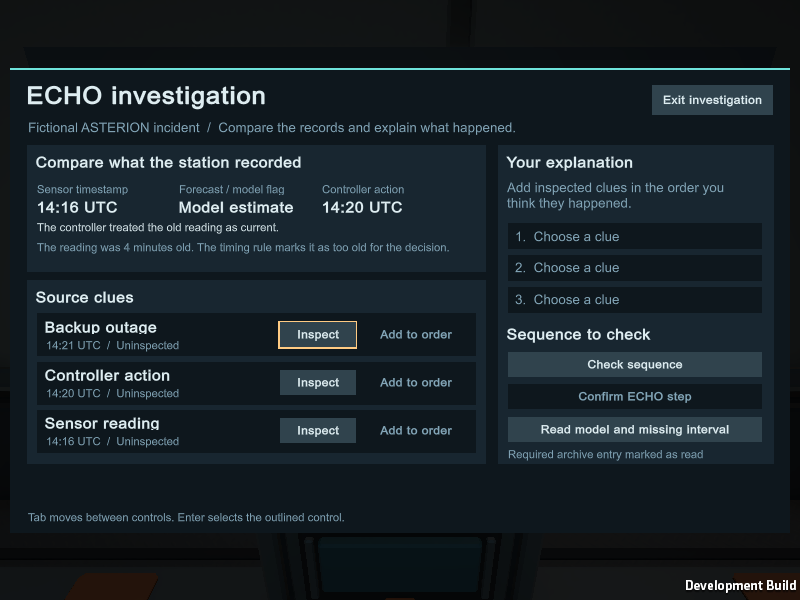 ECHO investigation
Exit investigation
Fictional ASTERION incident / Compare the records and explain what happened.
Compare what the station recorded
Sensor timestamp
Forecast / model flag
Controller action
14:16 UTC
Model estimate
14:20 UTC
The controller treated the old reading as current.
The reading was 4 minutes old. The timing rule marks it as too old for the decision.
Source clues
Backup outage
14:21 UTC / Uninspected
Inspect
Add to order
Controller action
14:20 UTC / Uninspected
Inspect
Add to order
Sensor reading
14:16 UTC / Uninspected
Inspect
Add to order
Your explanation
Add inspected clues in the order you
think they happened.
1. Choose a clue
2. Choose a clue
3. Choose a clue
Sequence to check
Check sequence
Confirm ECHO step
Read model and missing interval
Required archive entry marked as read
Tab moves between controls. Enter selects the outlined control.
Development Build